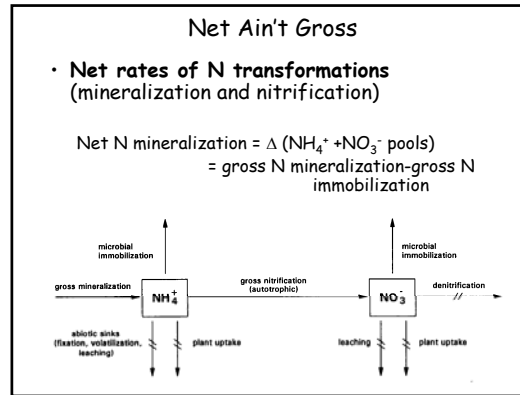 Net Ain't Gross
• Net rates of N transformations
(mineralization and nitrification)
Net N mineralization = Δ (NH₄⁺ +NO₃⁻ pools)
= gross N mineralization-gross N
immobilization
microbial
immobilization
microbial
immobilization
gross mineralization
NH₄⁺
gross nitrification
(autotrophic)
NO₃⁻
denitrification
abiotic sinks
(fixation, volatilization,
leaching)
plant uptake
leaching
plant uptake